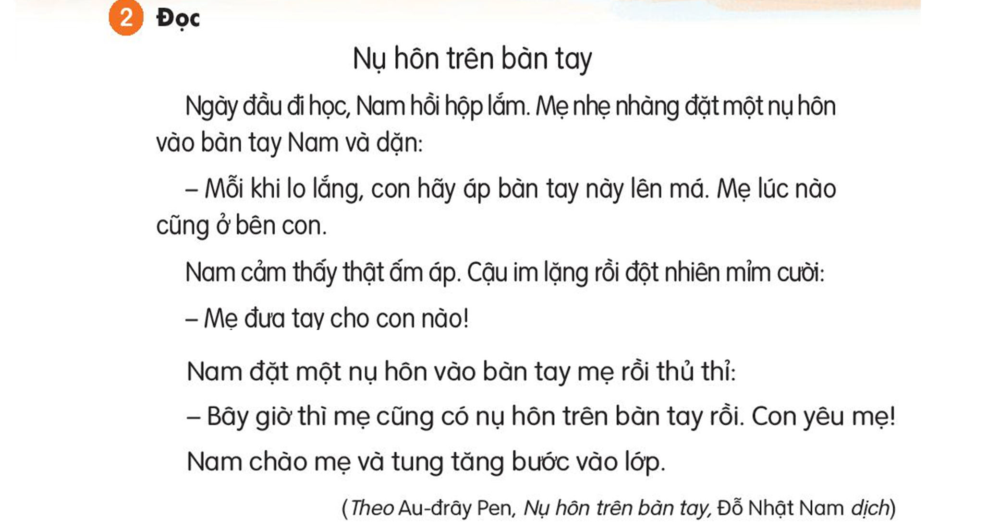 2 Đọc
Nụ hôn trên bàn tay
Ngày đầu đi học, Nam hồi hộp lắm. Mẹ nhẹ nhàng đặt một nụ hôn
vào bàn tay Nam và dặn:
– Mỗi khi lo lắng, con hãy áp bàn tay này lên má. Mẹ lúc nào
cũng ở bên con.
Nam cảm thấy thật ấm áp. Cậu im lặng rồi đột nhiên mỉm cười:
– Mẹ đưa tay cho con nào!
Nam đặt một nụ hôn vào bàn tay mẹ rồi thủ thỉ:
– Bây giờ thì mẹ cũng có nụ hôn trên bàn tay rồi. Con yêu mẹ!
Nam chào mẹ và tung tăng bước vào lớp.
(Theo Au-đrây Pen, Nụ hôn trên bàn tay, Đỗ Nhật Nam dịch)